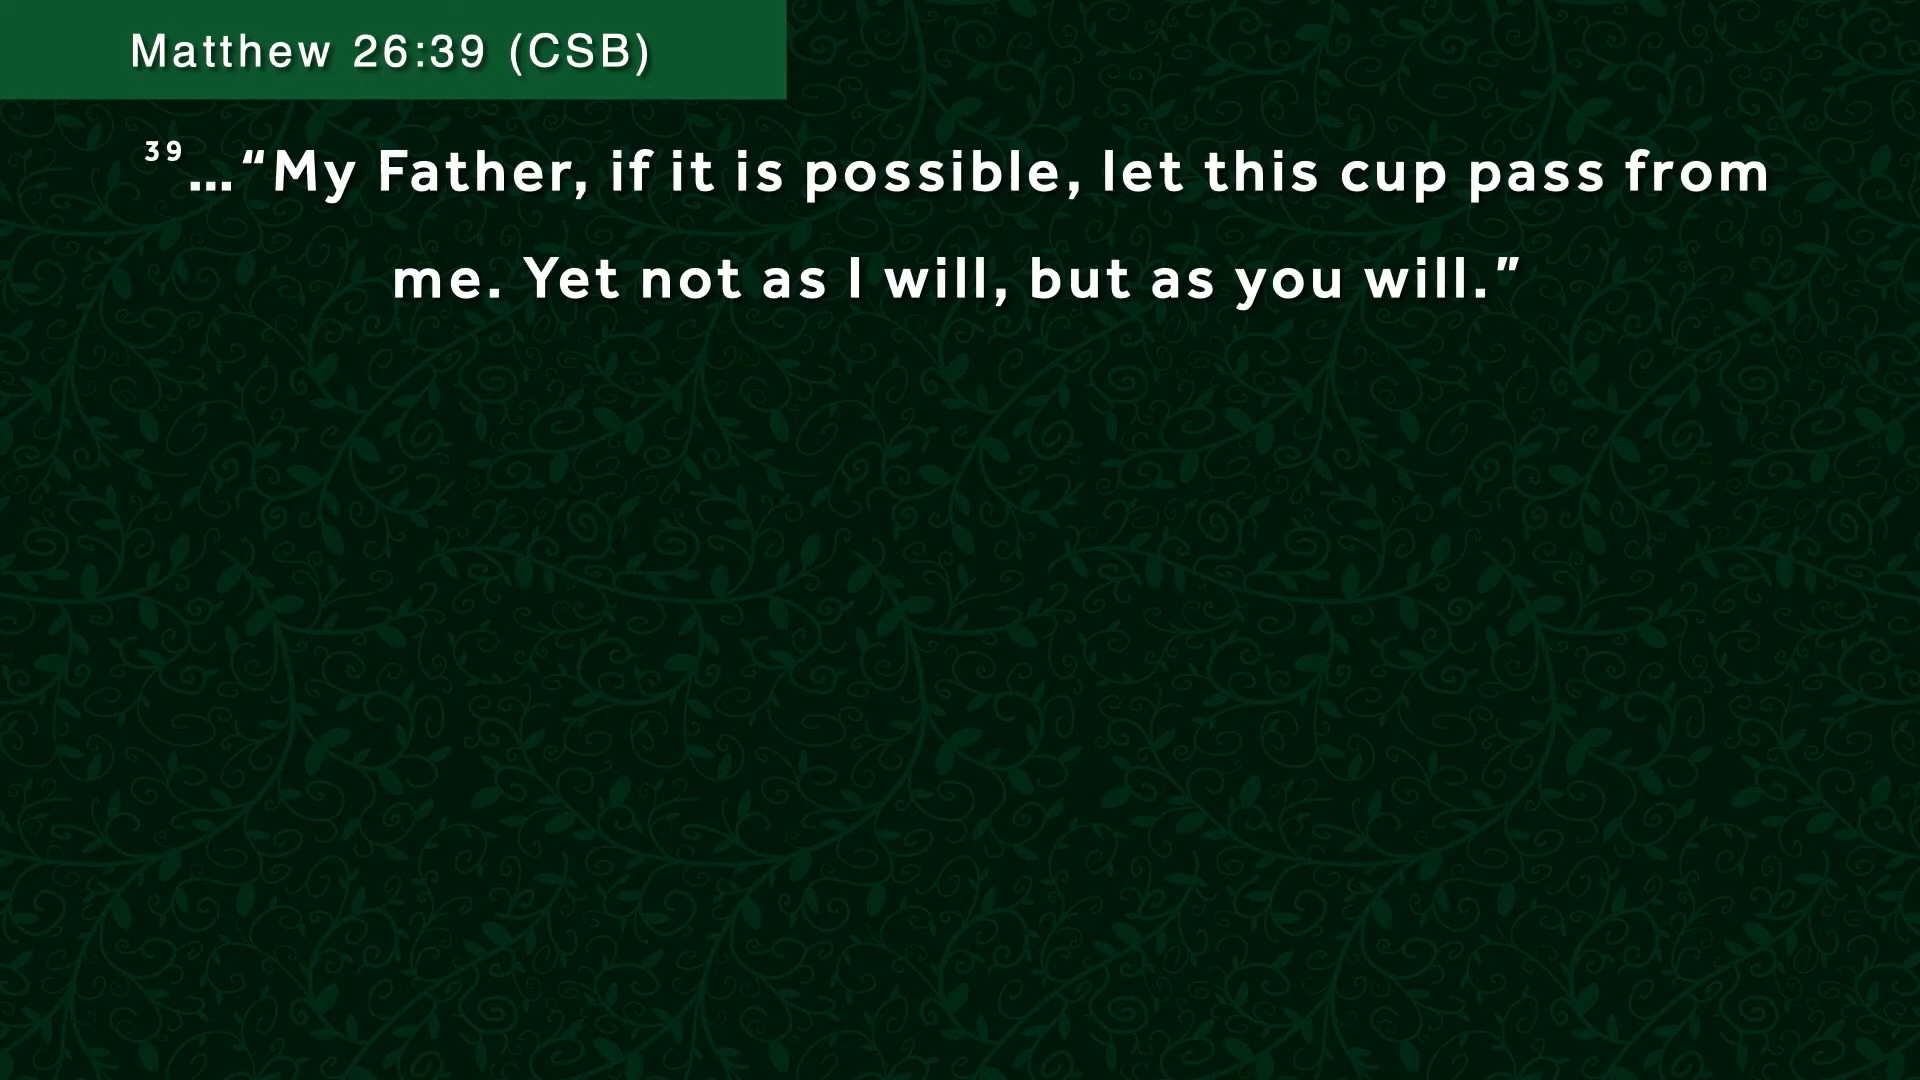 Matthew 26:39 (CSB)
39…“My Father, if it is possible, let this cup pass from
me. Yet not as I will, but as you will.”